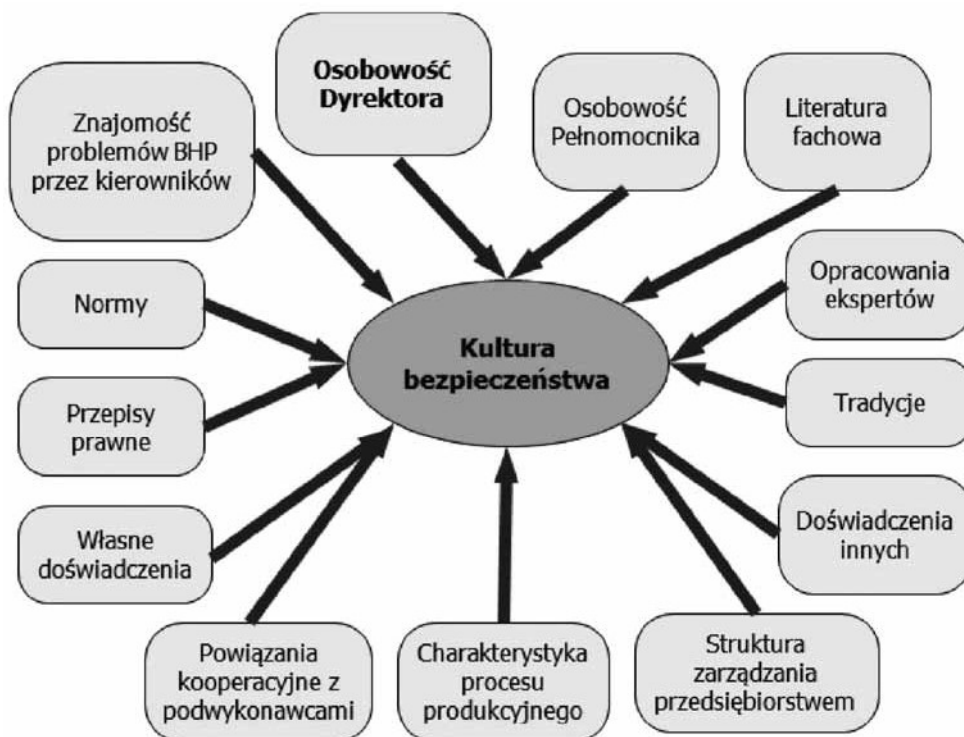 Znajomość
problemów BHP
przez kierowników
Osobowość
Dyrektora
Osobowość
Pełnomocnika
Literatura
fachowa
Normy
Opracowania
ekspertów
Kultura
bezpieczeństwa
Przepisy
prawne
Tradycje
Własne
doświadczenia
Doświadczenia
innych
Powiązania
kooperacyjne z
podwykonawcami
Charakterystyka
procesu
produkcyjnego
Struktura
zarządzania
przedsiębiorstwem